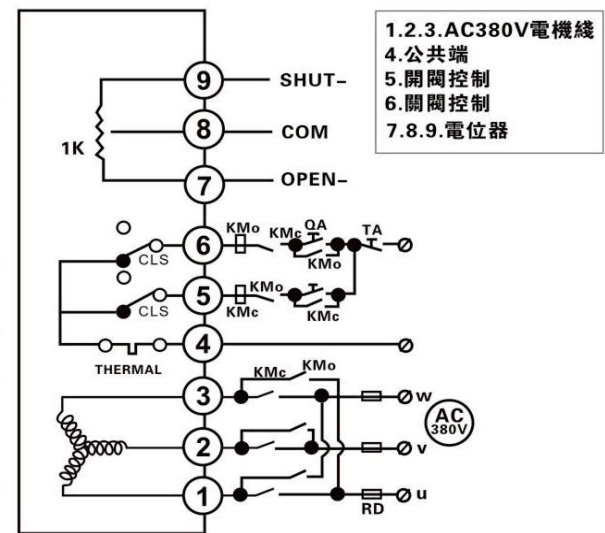 1.2.3.AC380V電機綫
4.公共端
5.開閥控制
6.關閥控制
7.8.9.電位器
9 SHUT-
8 COM
1K
7 OPEN-
KMo KMc QA TA
6
CLS KMo
5 KMo
CLS KMc KMc
4
THERMAL
KMc KMo
3 w
AC
380V
2 v
1 u
RD